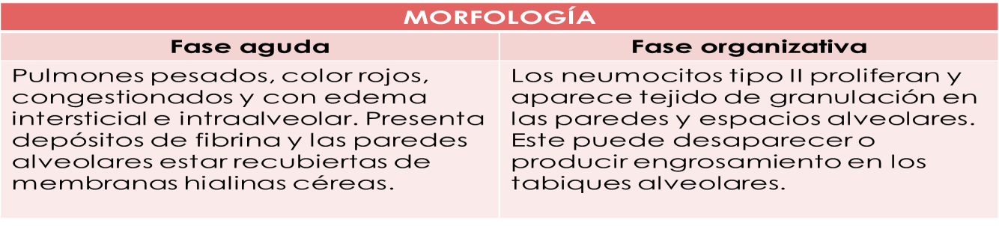 MORFOLOGÍA
Fase aguda
Pulmones pesados, color rojos,
congestionados y con edema
intersticial e intraalveolar. Presenta
depósitos de fibrina y las paredes
alveolares estar recubiertas de
membranas hialinas céreas.
Fase organizativa
Los neumocitos tipo II proliferan y
aparece tejido de granulación en
las paredes y espacios alveolares.
Este puede desaparecer o
producir engrosamiento en los
tabiques alveolares.